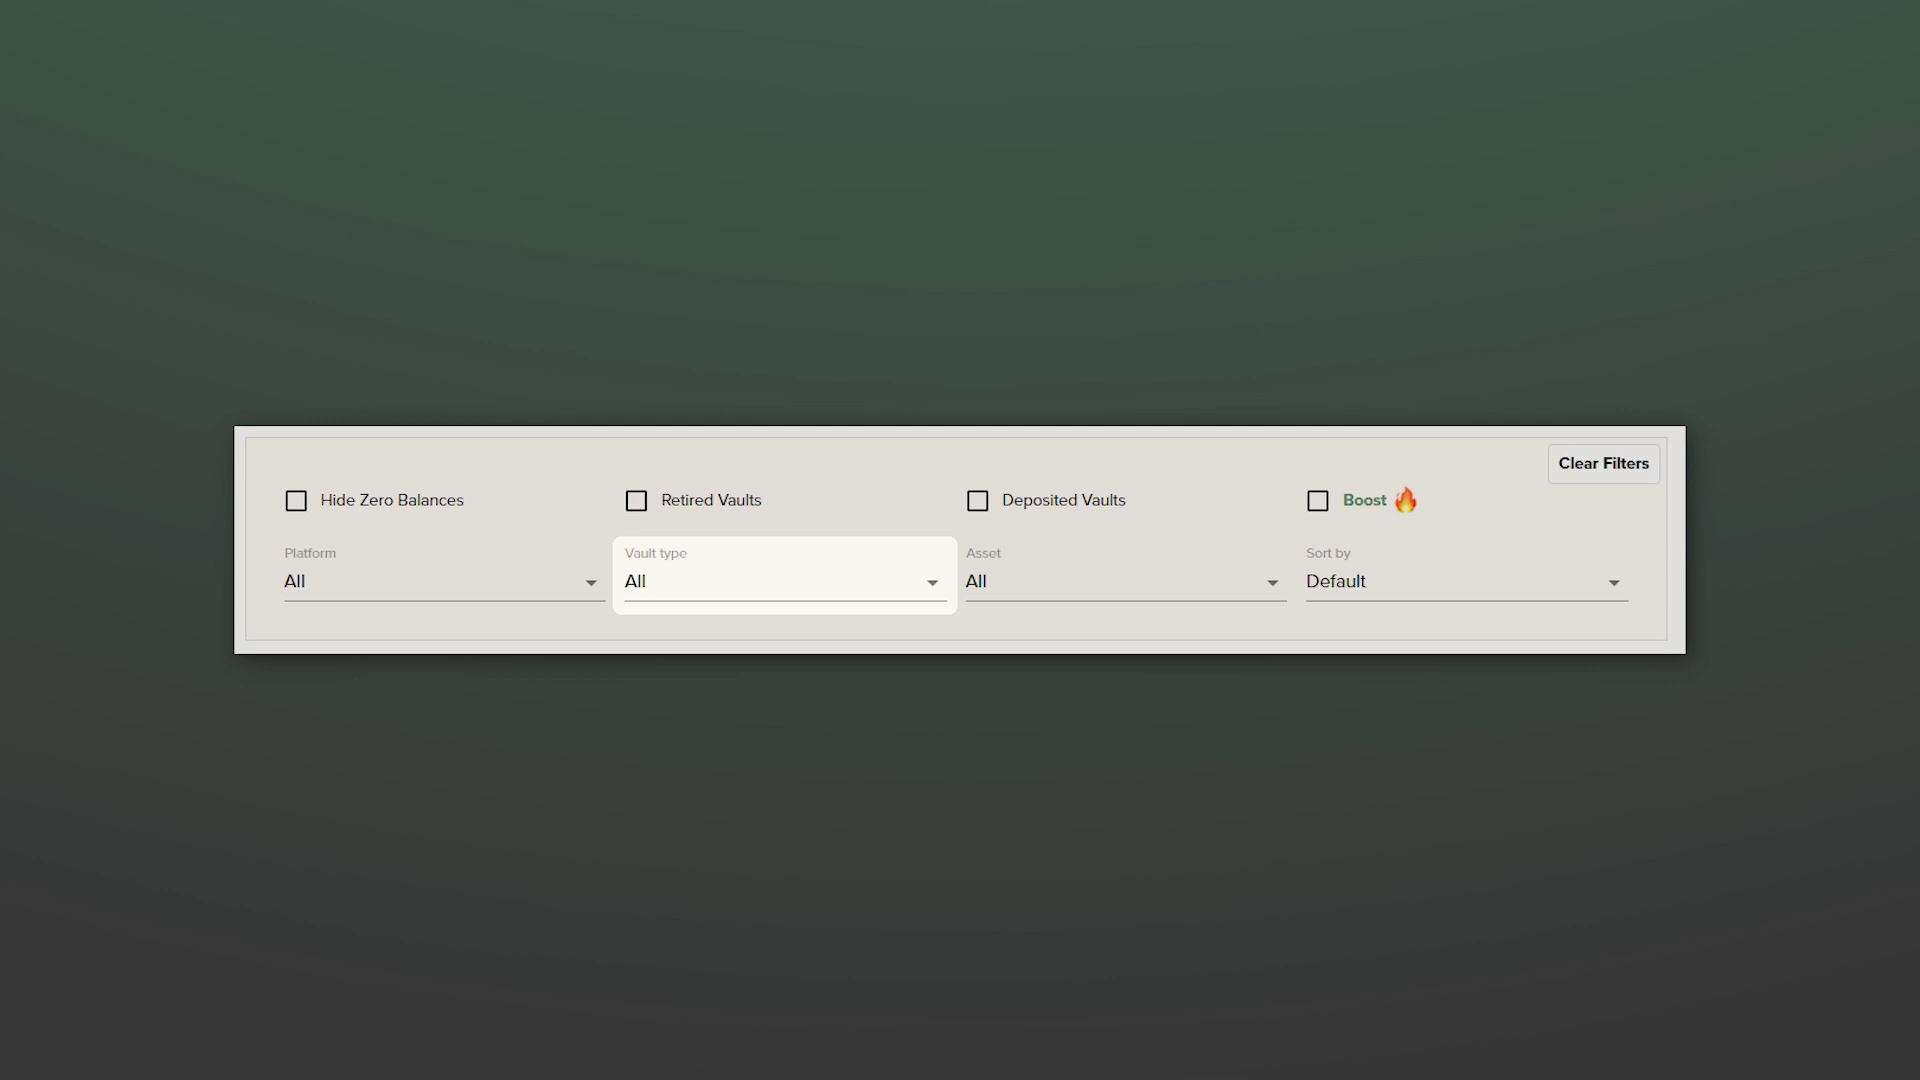 Clear Filters
Hide Zero Balances
Retired Vaults
Deposited Vaults
Boost 🔥
Platform
All
Vault type
All
Asset
All
Sort by
Default